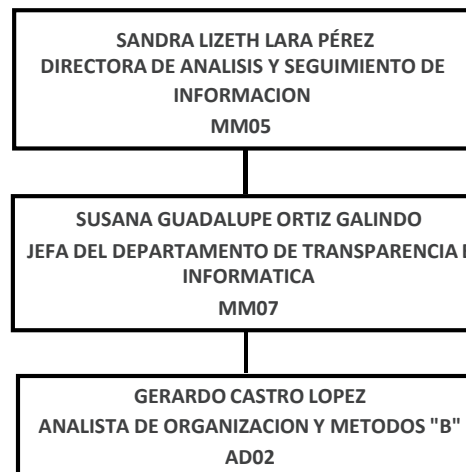 SANDRA LIZETH LARA PÉREZ
DIRECTORA DE ANALISIS Y SEGUIMIENTO DE
INFORMACION
MM05
SUSANA GUADALUPE ORTIZ GALINDO
JEFA DEL DEPARTAMENTO DE TRANSPARENCIA
INFORMATICA
MM07
GERARDO CASTRO LOPEZ
ANALISTA DE ORGANIZACION Y METODOS "B"
AD02